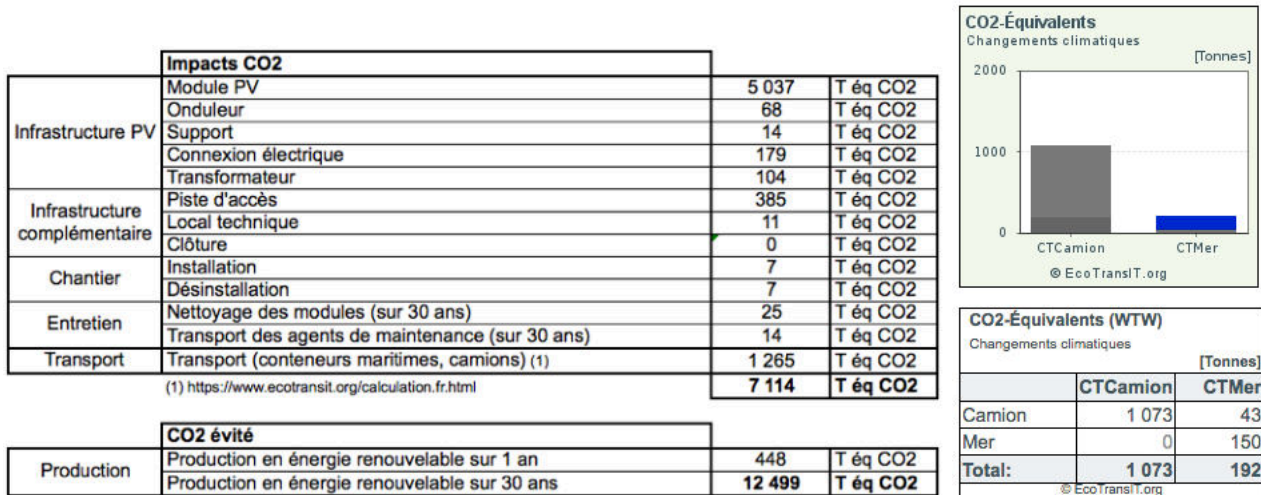 Impacts CO2
Infrastructure PV
Module PV 5 037 T éq CO2
Onduleur 68 T éq CO2
Support 14 T éq CO2
Connexion électrique 179 T éq CO2
Transformateur 104 T éq CO2
Infrastructure complémentaire
Piste d'accès 385 T éq CO2
Local technique 11 T éq CO2
Clôture 0 T éq CO2
Chantier
Installation 7 T éq CO2
Désinstallation 7 T éq CO2
Entretien
Nettoyage des modules (sur 30 ans) 25 T éq CO2
Transport des agents de maintenance (sur 30 ans) 14 T éq CO2
Transport Transport (conteneurs maritimes, camions) (1) 1 265 T éq CO2
(1) https://www.ecotransit.org/calculation.fr.html 7 114 T éq CO2
CO2 évité
Production
Production en énergie renouvelable sur 1 an 448 T éq CO2
Production en énergie renouvelable sur 30 ans 12 499 T éq CO2
CO2-Équivalents
Changements climatiques
[Tonnes]
2000
1000
0
CTCamion CTMer
© EcoTransIT.org
CO2-Équivalents (WTW)
Changements climatiques
[Tonnes]
CTCamion CTMer
Camion 1 073 43
Mer 0 150
Total: 1 073 192
© EcoTransIT.org